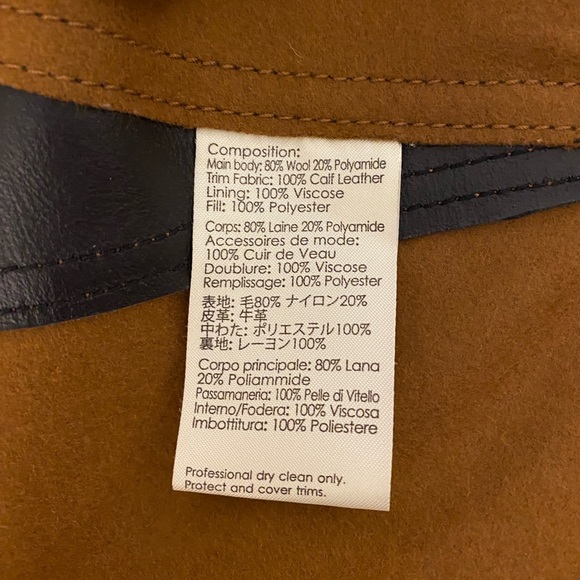 Composition:
Main body: 80% Wool 20% Polyamide
Trim Fabric: 100% Calf Leather
Lining: 100% Viscose
Fill: 100% Polyester
Corps: 80% Laine 20% Polyamide
Accessoires de mode:
100% Cuir de Veau
Doublure: 100% Viscose
Remplissage: 100% Polyester
表地: 毛80% ナイロン20%
皮革: 牛革
中わた: ポリエステル100%
裏地: レーヨン100%
Corpo principale: 80% Lana
20% Poliammide
Passamaneria: 100% Pelle di Vitello
Interno/Fodera: 100% Viscosa
Imbottitura: 100% Poliestere
Professional dry clean only.
Protect and cover trims.